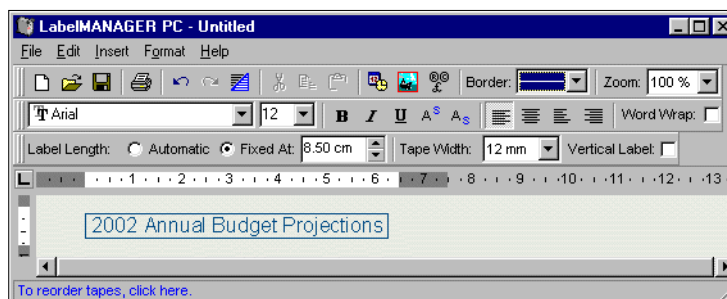 LabelMANAGER PC - Untitled
File Edit Insert Format Help
Border: Zoom: 100 %
Arial 12 B I U A S A S Word Wrap:
Label Length: Automatic Fixed At: 8.50 cm Tape Width: 12 mm Vertical Label:
L 1 2 3 4 5 6 7 8 9 10 11 12 13
2002 Annual Budget Projections
To reorder tapes, click here.